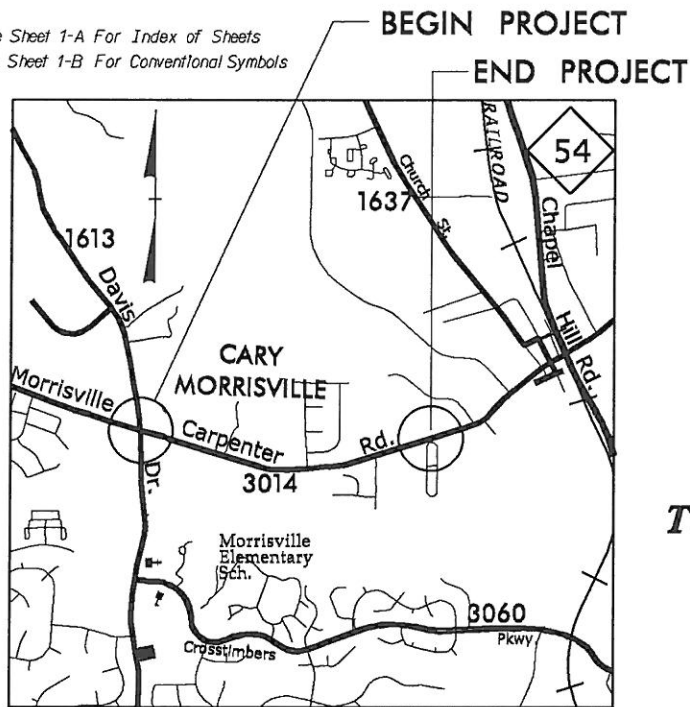 BEGIN PROJECT
Sheet 1-A For Index of Sheets
Sheet 1-B For Conventional Symbols
END PROJECT
54
RAILROAD
Church St.
1637
Chapel Hill Rd.
1613
Davis Dr.
CARY
MORRISVILLE
Morrisville Carpenter Rd.
3014
Morrisville
Elementary
Sch.
T
3060
Crosstimbers Pkwy